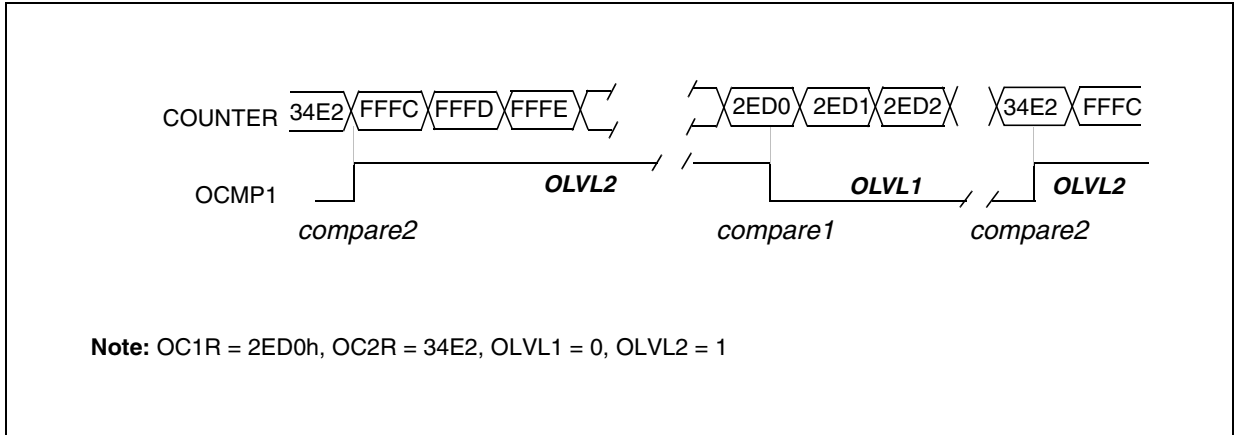 COUNTER 34E2 FFFC FFFD FFFE 2ED0 2ED1 2ED2 34E2 FFFC
OCMP1 OLVL2 OLVL1 OLVL2
compare2 compare1 compare2
Note: OC1R = 2ED0h, OC2R = 34E2, OLVL1 = 0, OLVL2 = 1